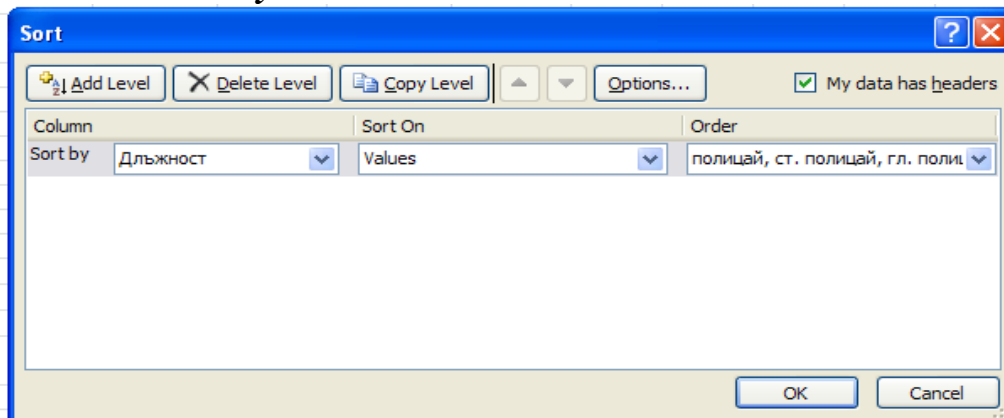 Sort
Add Level Delete Level Copy Level Options... My data has headers
Column Sort On Order
Sort by Длъжност Values полицай, ст. полицай, гл.
OK Cancel